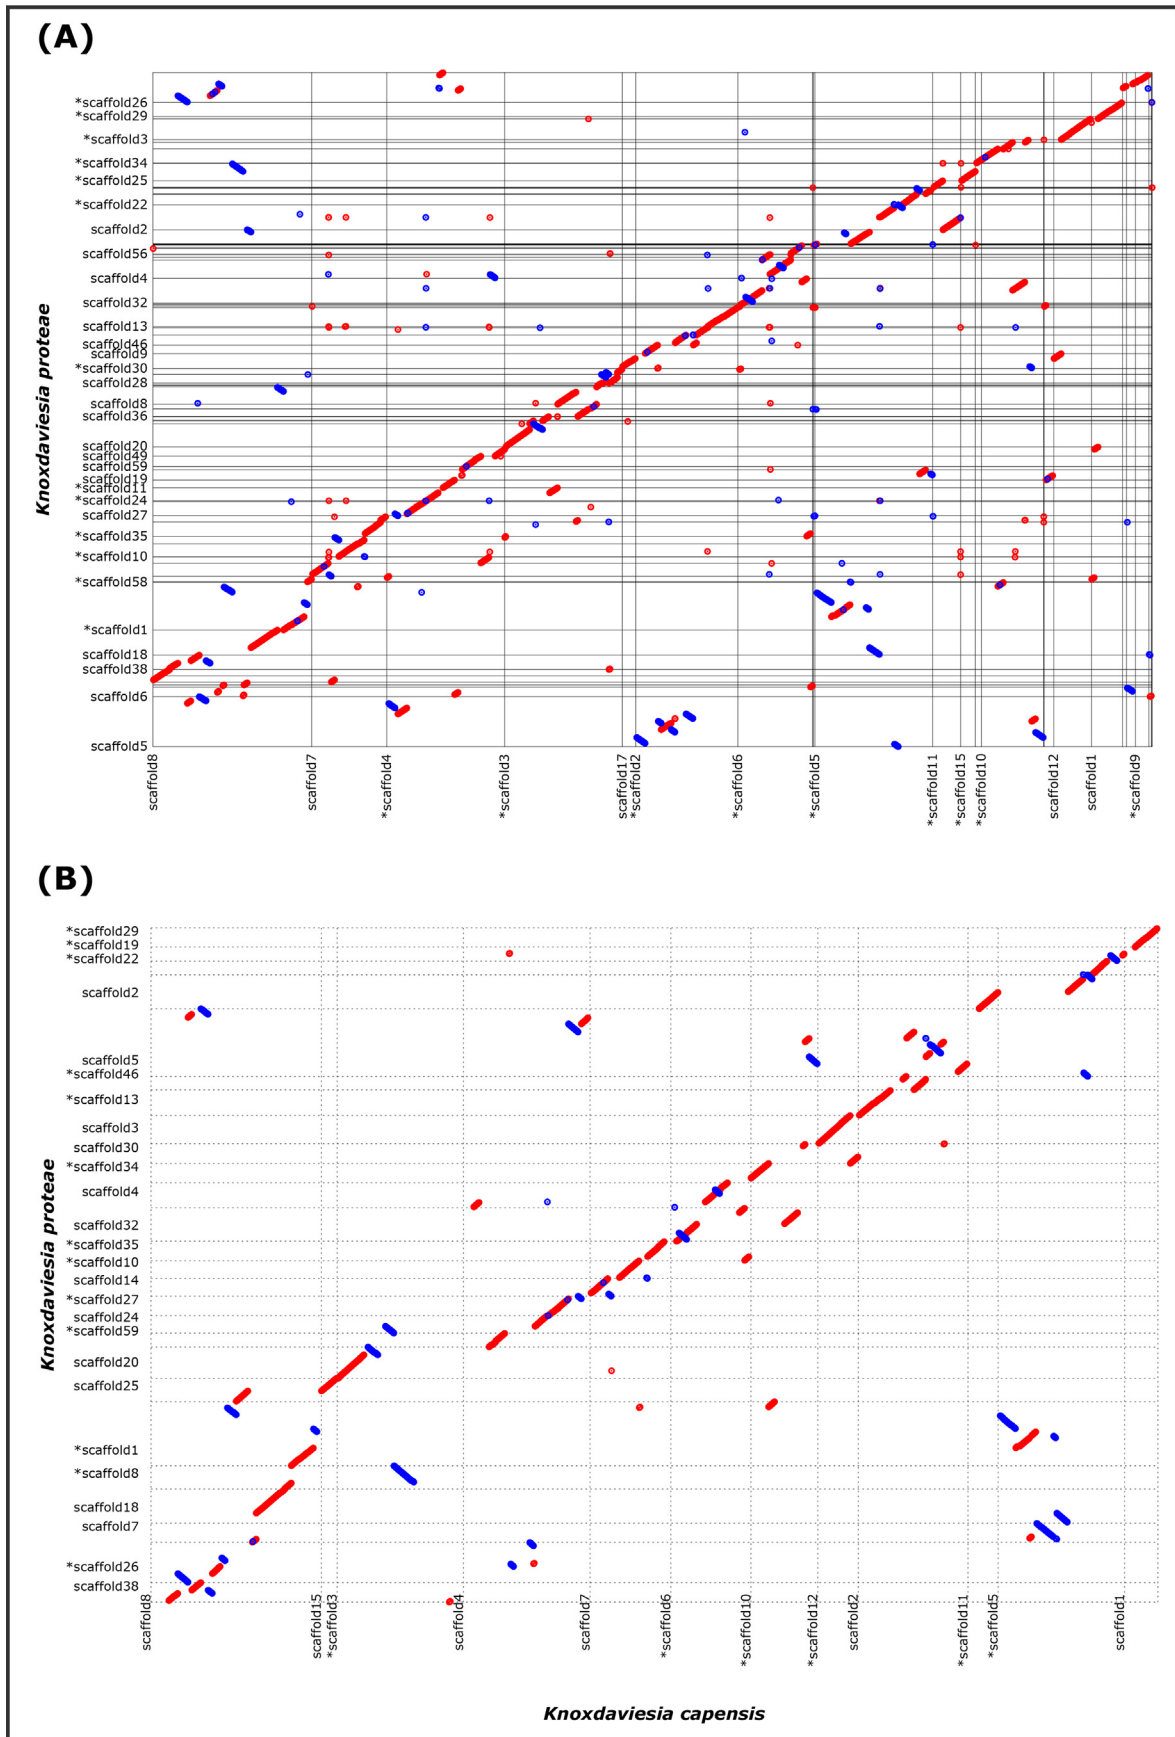 (A)
*scaffold26
*scaffold29
*scaffold3
*scaffold34
*scaffold25
*scaffold22
scaffold2
scaffold56
scaffold4
scaffold32
scaffold13
scaffold46
scaffold9
*scaffold30
scaffold28
scaffold8
scaffold36
scaffold20
scaffold49
scaffold59
scaffold19
*scaffold11
*scaffold24
scaffold27
*scaffold35
*scaffold10
*scaffold58
*scaffold1
scaffold18
scaffold38
scaffold6
scaffold5
Knoxdaviesia proteae
scaffold8
scaffold7
*scaffold4
*scaffold3
scaffold17
*scaffold2
*scaffold6
*scaffold5
*scaffold11
*scaffold15
*scaffold10
scaffold12
scaffold1
*scaffold9
(B)
*scaffold29
*scaffold19
*scaffold22
scaffold2
scaffold5
*scaffold46
*scaffold13
scaffold3
scaffold30
*scaffold34
scaffold4
scaffold32
*scaffold35
*scaffold10
scaffold14
*scaffold27
scaffold24
*scaffold59
scaffold20
scaffold25
*scaffold1
*scaffold8
scaffold18
scaffold7
*scaffold26
scaffold38
Knoxdaviesia proteae
scaffold8
scaffold15
*scaffold3
scaffold4
scaffold7
*scaffold6
*scaffold10
*scaffold12
scaffold2
*scaffold11
*scaffold5
scaffold1
Knoxdaviesia capensis